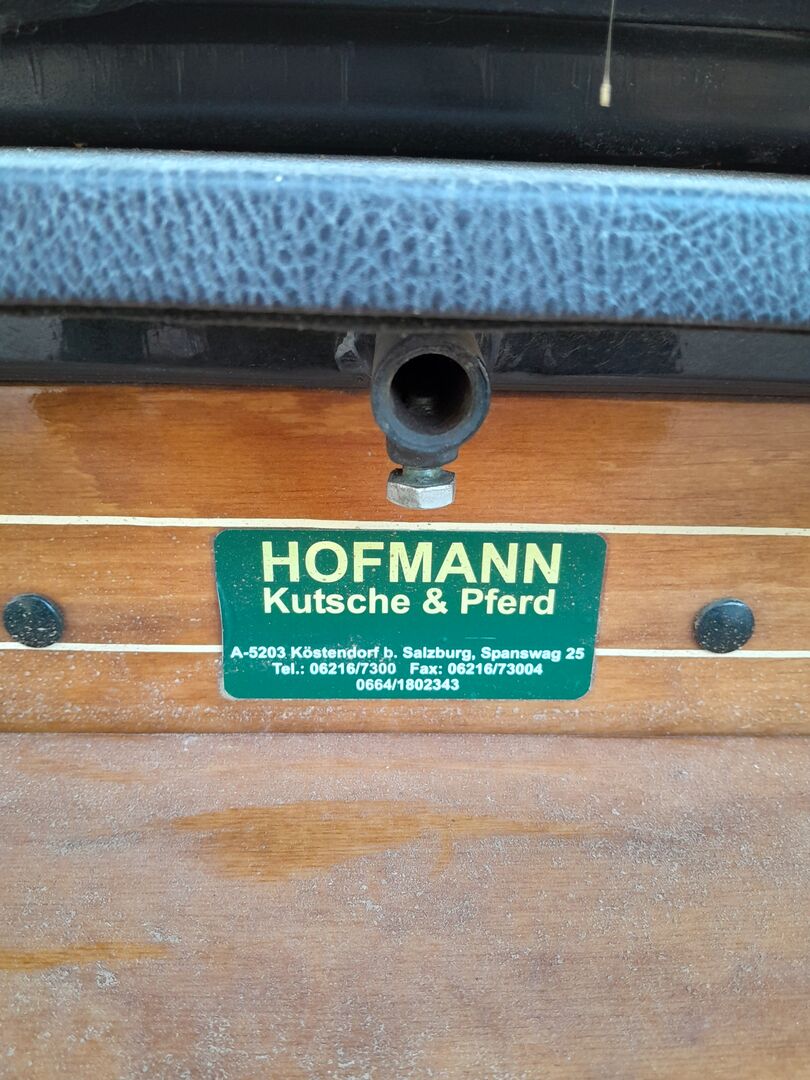 HOFMANN
Kutsche & Pferd
A-5203 Köstendorf b. Salzburg, Spanswag 25
Tel.: 06216/7300 Fax: 06216/73004
0664/1802343